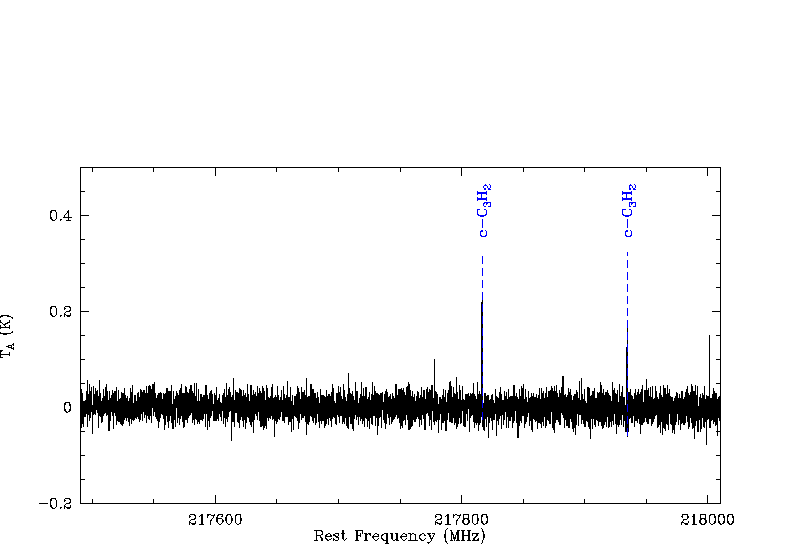 c-C3H2
c-C3H2
0.4
0.2
0
-0.2
TA (K)
217600
217800
218000
Rest Frequency (MHz)